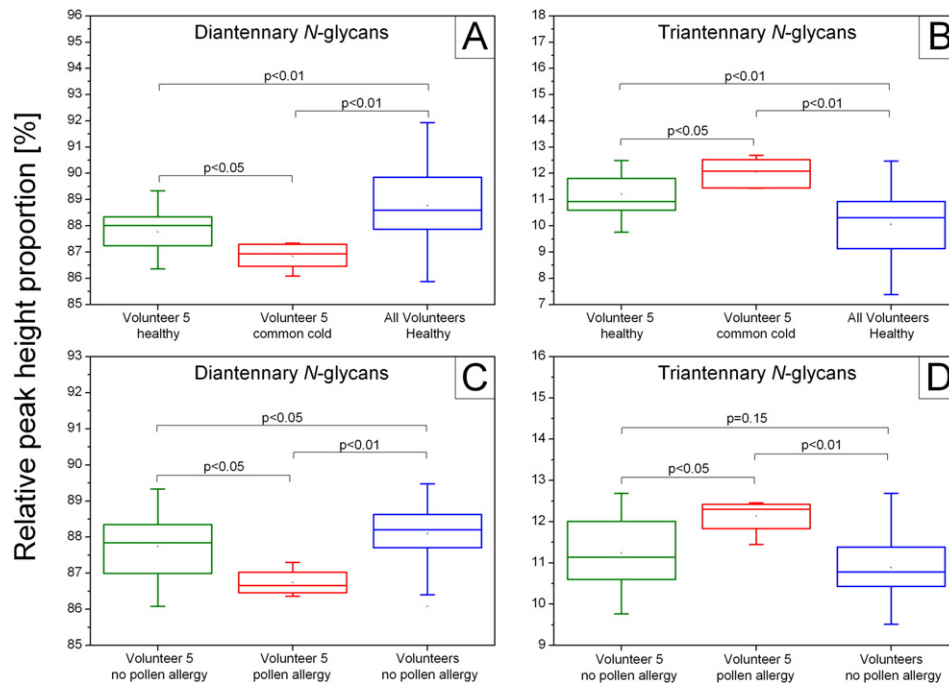 Relative peak height proportion [%]
Diantennary N-glycans
A
96
95
94
93
92
91
90
89
88
87
86
85
p<0.01
p<0.01
p<0.05
Volunteer 5
healthy
Volunteer 5
common cold
All Volunteers
Healthy
Triantennary N-glycans
B
18
17
16
15
14
13
12
11
10
9
8
7
p<0.01
p<0.01
p<0.05
Volunteer 5
healthy
Volunteer 5
common cold
All Volunteers
Healthy
Diantennary N-glycans
C
93
92
91
90
89
88
87
86
85
p<0.05
p<0.01
p<0.05
Volunteer 5
no pollen allergy
Volunteer 5
pollen allergy
Volunteers
no pollen allergy
Triantennary N-glycans
D
16
15
14
13
12
11
10
9
p=0.15
p<0.01
p<0.05
Volunteer 5
no pollen allergy
Volunteer 5
pollen allergy
Volunteers
no pollen allergy